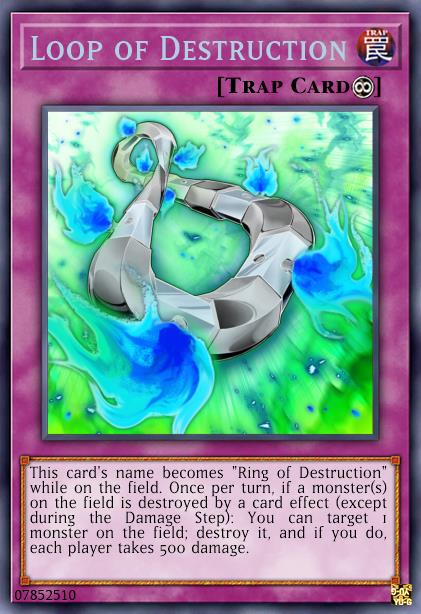 LOOP OF DESTRUCTION
TRAP
罠
[TRAP CARD♾]
This card's name becomes "Ring of Destruction"
while on the field. Once per turn, if a monster(s)
on the field is destroyed by a card effect (except
during the Damage Step): You can target 1
monster on the field; destroy it, and if you do,
each player takes 500 damage.
07852510